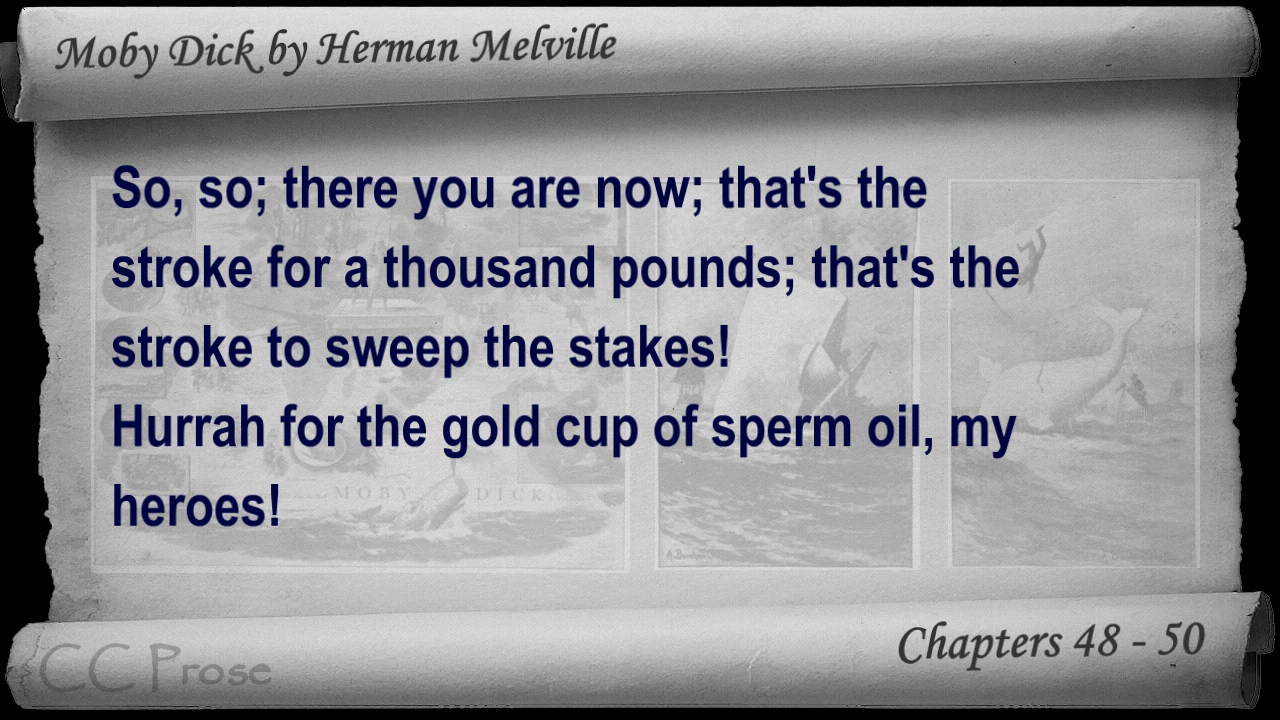 Moby Dick by Herman Melville
So, so; there you are now; that's the
stroke for a thousand pounds; that's the
stroke to sweep the stakes!
Hurrah for the gold cup of sperm oil, my
heroes!
MOBY DICK
Chapters 48 - 50
CC Prose